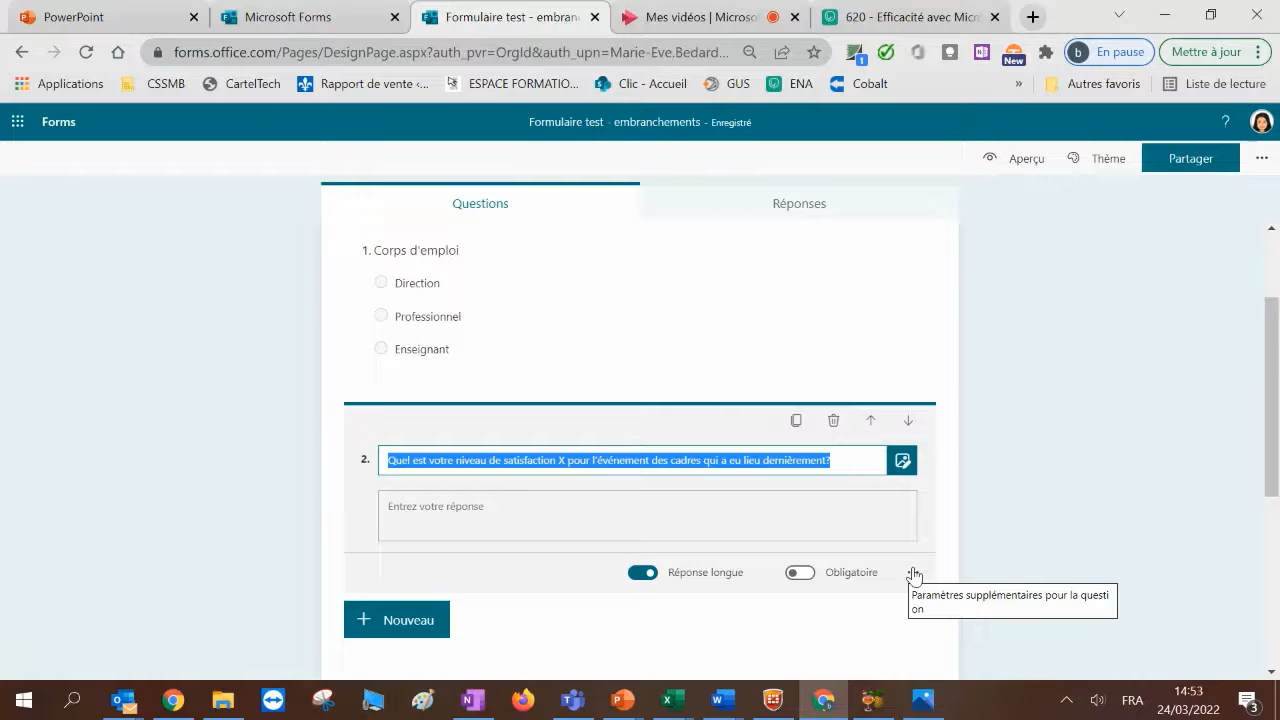 PowerPoint
Microsoft Forms
Formulaire test - embran
Mes vidéos | Microso
620 - Efficacité avec Micr
forms.office.com/Pages/DesignPage.aspx?auth_pvr=OrgId&auth_upn=Marie-Eve.Bedard...
1
New
b
En pause
Mettre à jour
Applications
CSSMB
CartelTech
Rapport de vente <...
ESPACE FORMATIO...
Clic - Accueil
GUS
ENA
Cobalt
»
Autres favoris
Liste de lecture
Forms
Formulaire test - embranchements - Enregistré
?
Aperçu
Thème
Partager
Questions
Réponses
1. Corps d'emploi
Direction
Professionnel
Enseignant
2.
Quel est votre niveau de satisfaction X pour l'événement des cadres qui a eu lieu dernièrement?
Entrez votre réponse
Réponse longue
Obligatoire
Paramètres supplémentaires pour la questi
on
+ Nouveau
FRA
14:53
24/03/2022
3